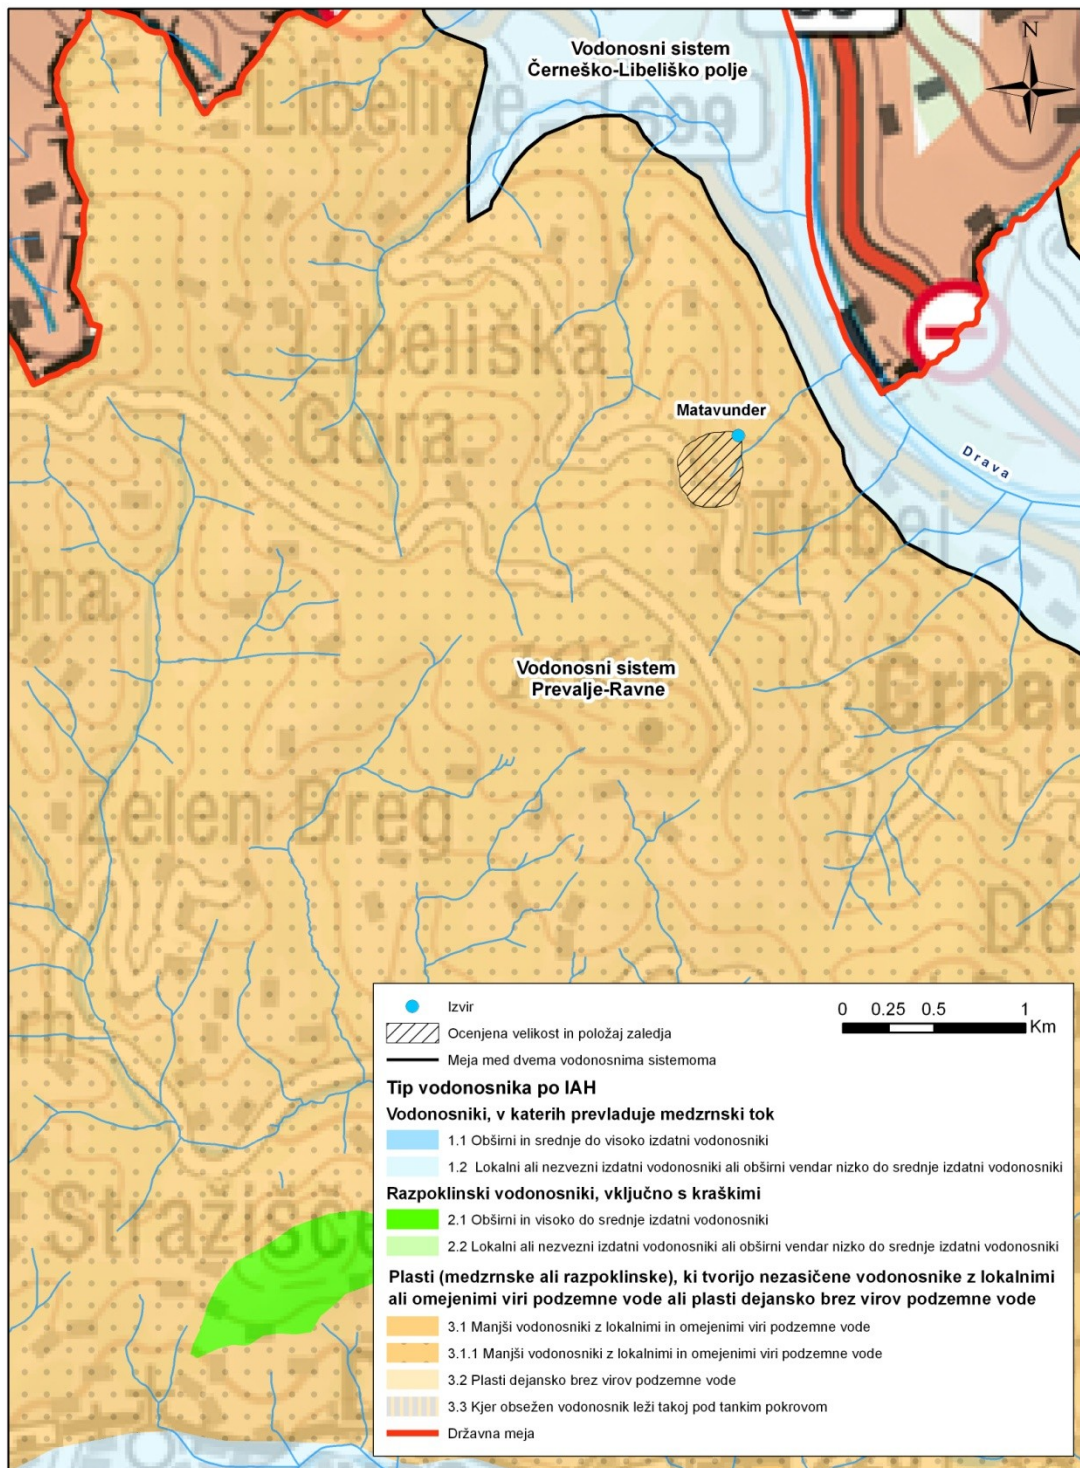 N
Vodonosni sistem
Černeško-Libeliško polje
Libeliče
Libeliška
Gora
Matavunder
Drava
Tribej
Vodonosni sistem
Prevalje-Ravne
Zelen Breg
Stražišče
Izvir
Ocenjena velikost in položaj zaledja
Meja med dvema vodonosnima sistemoma
0 0.25 0.5 1
Km
Tip vodonosnika po IAH
Vodonosniki, v katerih prevladuje medzrnski tok
1.1 Obširni in srednje do visoko izdatni vodonosniki
1.2 Lokalni ali nezvezni izdatni vodonosniki ali obširni vendar nizko do srednje izdatni vodonosniki
Razpoklinski vodonosniki, vključno s kraškimi
2.1 Obširni in visoko do srednje izdatni vodonosniki
2.2 Lokalni ali nezvezni izdatni vodonosniki ali obširni vendar nizko do srednje izdatni vodonosniki
Plasti (medzrnske ali razpoklinske), ki tvorijo nezasičene vodonosnike z lokalnimi
ali omejenimi viri podzemne vode ali plasti dejansko brez virov podzemne vode
3.1 Manjši vodonosniki z lokalnimi in omejenimi viri podzemne vode
3.1.1 Manjši vodonosniki z lokalnimi in omejenimi viri podzemne vode
3.2 Plasti dejansko brez virov podzemne vode
3.3 Kjer obsežen vodonosnik leži takoj pod tankim pokrovom
Državna meja